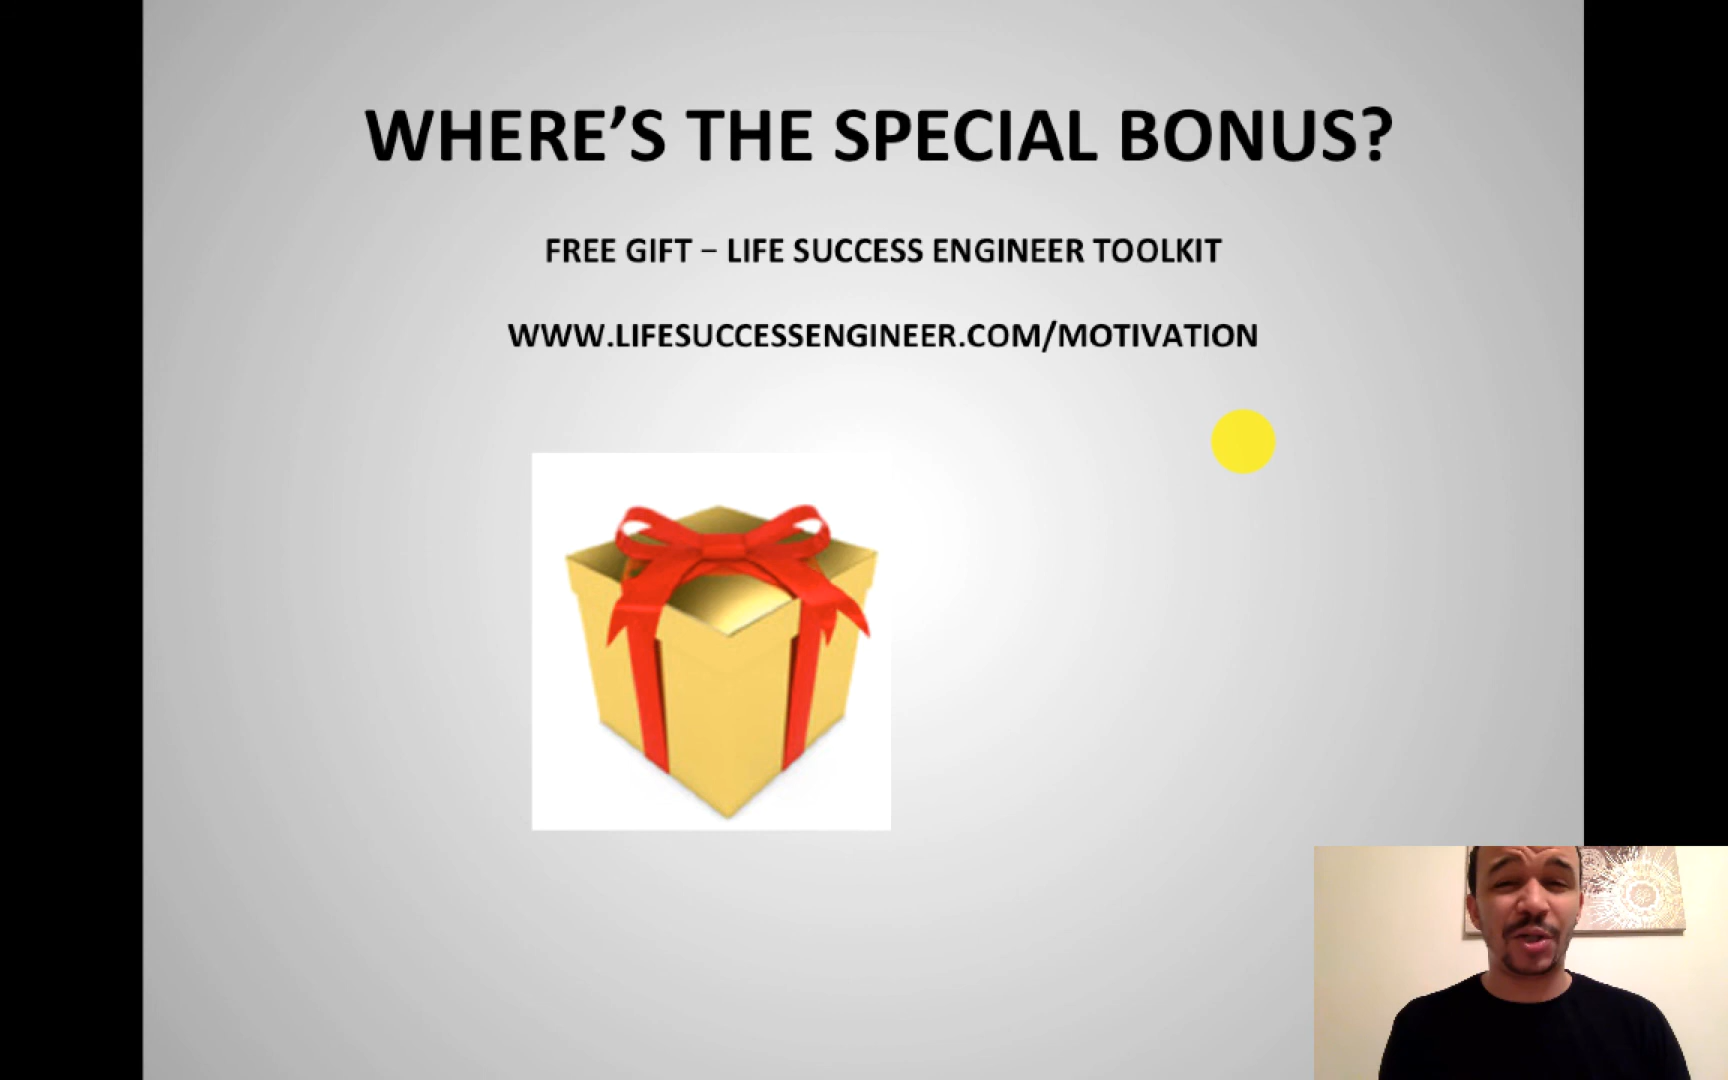 WHERE’S THE SPECIAL BONUS?
FREE GIFT – LIFE SUCCESS ENGINEER TOOLKIT
WWW.LIFESUCCESSENGINEER.COM/MOTIVATION